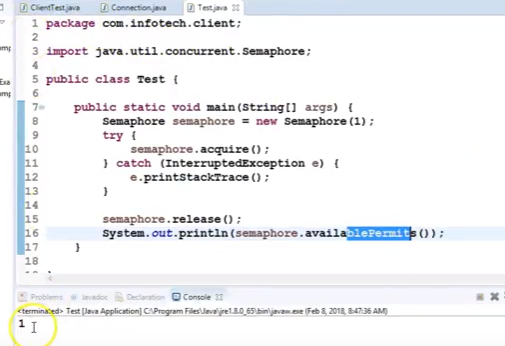 ClientTest.java Connection.java Test.java
1 package com.infotech.client;
2
3 import java.util.concurrent.Semaphore;
4
5 public class Test {
6
7 public static void main(String[] args) {
8 Semaphore semaphore = new Semaphore(1);
9 try {
10 semaphore.acquire();
11 } catch (InterruptedException e) {
12 e.printStackTrace();
13 }
14
15 semaphore.release();
16 System.out.println(semaphore.availablePermits());
17 }
18
Problems Javadoc Declaration Console
<terminated> Test [Java Application] C:\Program Files\Java\jre1.8.0_65\bin\javaw.exe (Feb 8, 2018, 8:47:36 AM)
1